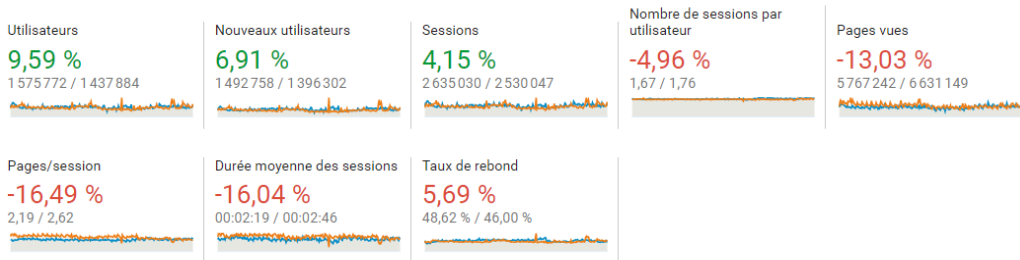 Utilisateurs
9,59 %
1 575 772 / 1 437 884
Nouveaux utilisateurs
6,91 %
1 492 758 / 1 396 302
Sessions
4,15 %
2 635 030 / 2 530 047
Nombre de sessions par
utilisateur
-4,96 %
1,67 / 1,76
Pages vues
-13,03 %
5 767 242 / 6 631 149
Pages/session
-16,49 %
2,19 / 2,62
Durée moyenne des sessions
-16,04 %
00:02:19 / 00:02:46
Taux de rebond
5,69 %
48,62 % / 46,00 %